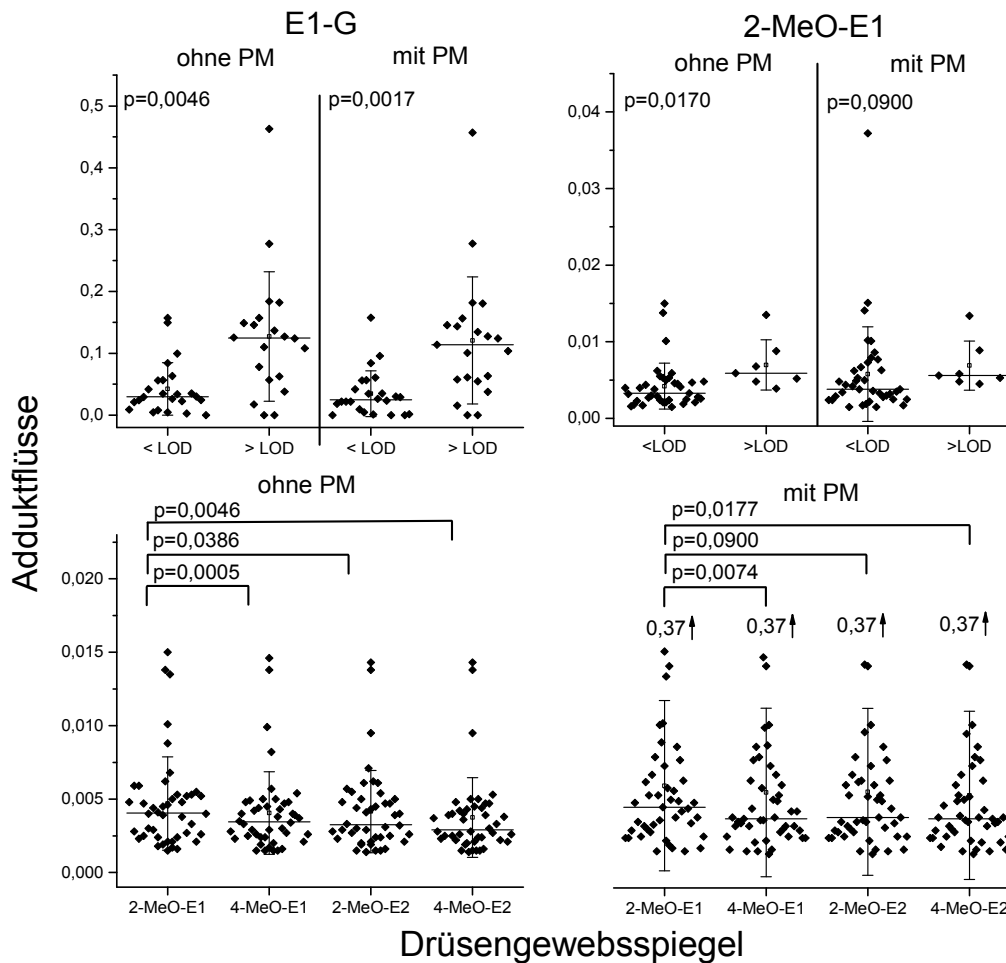 E1-G
2-MeO-E1
ohne PM
mit PM
ohne PM
mit PM
p=0,0046
p=0,0017
p=0,0170
p=0,0900
0,5
0,4
0,3
0,2
0,1
0,0
0,04
0,03
0,02
0,01
0,00
< LOD
> LOD
< LOD
> LOD
<LOD
>LOD
<LOD
>LOD
Adduktflüsse
ohne PM
p=0,0046
p=0,0386
p=0,0005
0,020
0,015
0,010
0,005
0,000
2-MeO-E1
4-MeO-E1
2-MeO-E2
4-MeO-E2
mit PM
p=0,0177
p=0,0900
p=0,0074
0,37
0,37
0,37
0,37
2-MeO-E1
4-MeO-E1
2-MeO-E2
4-MeO-E2
Drüsengewebsspiegel